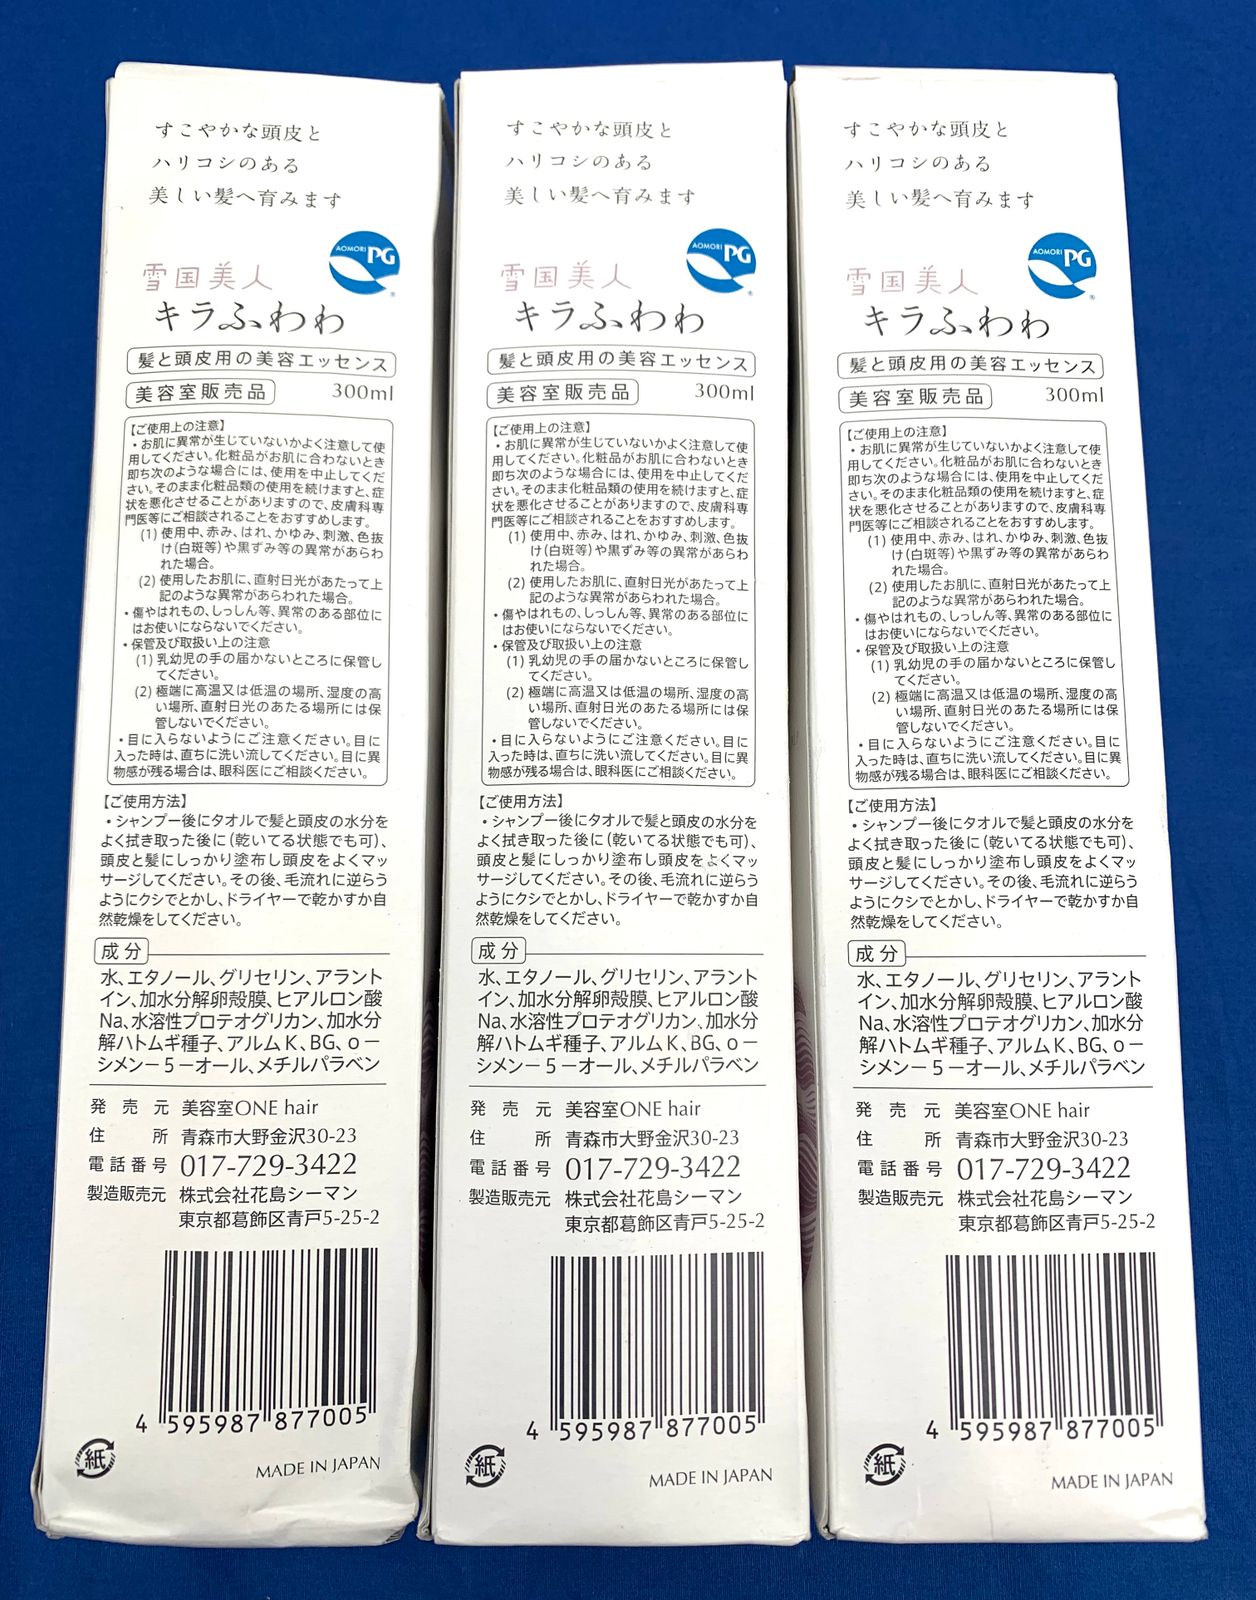 すこやかな頭皮と
ハリコシのある
美しい髪へ育みます
AOMORI PG
®
雪国美人
キラふわわ
髪と頭皮用の美容エッセンス
美容室販売品 300ml
【ご使用上の注意】
・お肌に異常が生じていないかよく注意して使
用してください。化粧品がお肌に合わないとき
即ち次のような場合には、使用を中止してくだ
さい。そのまま化粧品類の使用を続けますと、症
状を悪化させることがありますので、皮膚科専
門医等にご相談されることをおすすめします。
(1) 使用中、赤み、はれ、かゆみ、刺激、色抜
け(白斑等)や黒ずみ等の異常があらわ
れた場合。
(2) 使用したお肌に、直射日光があたって上
記のような異常があらわれた場合。
・傷やはれもの、しっしん等、異常のある部位に
はお使いにならないでください。
・保管及び取扱い上の注意
(1) 乳幼児の手の届かないところに保管し
てください。
(2) 極端に高温又は低温の場所、湿度の高
い場所、直射日光のあたる場所には保
管しないでください。
・目に入らないようにご注意ください。目に
入った時は、直ちに洗い流してください。目に異
物感が残る場合は、眼科医にご相談ください。
【ご使用方法】
・シャンプー後にタオルで髪と頭皮の水分を
よく拭き取った後に(乾いてる状態でも可)、
頭皮と髪にしっかり塗布し頭皮をよくマッ
サージしてください。その後、毛流れに逆らう
ようにクシでとかし、ドライヤーで乾かすか自
然乾燥をしてください。
成分
水、エタノール、グリセリン、アラント
イン、加水分解卵殻膜、ヒアルロン酸
Na、水溶性プロテオグリカン、加水分
解ハトムギ種子、アルムK、BG、o－
シメン－5－オール、メチルパラベン
発売元 美容室ONE hair
住所 青森市大野金沢30-23
電話番号 017-729-3422
製造販売元 株式会社花島シーマン
東京都葛飾区青戸5-25-2
4 595987 877005
紙
MADE IN JAPAN
すこやかな頭皮と
ハリコシのある
美しい髪へ育みます
AOMORI PG
®
雪国美人
キラふわわ
髪と頭皮用の美容エッセンス
美容室販売品 300ml
【ご使用上の注意】
・お肌に異常が生じていないかよく注意して使
用してください。化粧品がお肌に合わないとき
即ち次のような場合には、使用を中止してくだ
さい。そのまま化粧品類の使用を続けますと、症
状を悪化させることがありますので、皮膚科専
門医等にご相談されることをおすすめします。
(1) 使用中、赤み、はれ、かゆみ、刺激、色抜
け(白斑等)や黒ずみ等の異常があらわ
れた場合。
(2) 使用したお肌に、直射日光があたって上
記のような異常があらわれた場合。
・傷やはれもの、しっしん等、異常のある部位に
はお使いにならないでください。
・保管及び取扱い上の注意
(1) 乳幼児の手の届かないところに保管し
てください。
(2) 極端に高温又は低温の場所、湿度の高
い場所、直射日光のあたる場所には保
管しないでください。
・目に入らないようにご注意ください。目に
入った時は、直ちに洗い流してください。目に異
物感が残る場合は、眼科医にご相談ください。
【ご使用方法】
・シャンプー後にタオルで髪と頭皮の水分を
よく拭き取った後に(乾いてる状態でも可)、
頭皮と髪にしっかり塗布し頭皮をよくマッ
サージしてください。その後、毛流れに逆らう
ようにクシでとかし、ドライヤーで乾かすか自
然乾燥をしてください。
成分
水、エタノール、グリセリン、アラント
イン、加水分解卵殻膜、ヒアルロン酸
Na、水溶性プロテオグリカン、加水分
解ハトムギ種子、アルムK、BG、o－
シメン－5－オール、メチルパラベン
発売元 美容室ONE hair
住所 青森市大野金沢30-23
電話番号 017-729-3422
製造販売元 株式会社花島シーマン
東京都葛飾区青戸5-25-2
4 595987 877005
紙
MADE IN JAPAN
すこやかな頭皮と
ハリコシのある
美しい髪へ育みます
AOMORI PG
®
雪国美人
キラふわわ
髪と頭皮用の美容エッセンス
美容室販売品 300ml
【ご使用上の注意】
・お肌に異常が生じていないかよく注意して使
用してください。化粧品がお肌に合わないとき
即ち次のような場合には、使用を中止してくだ
さい。そのまま化粧品類の使用を続けますと、症
状を悪化させることがありますので、皮膚科専
門医等にご相談されることをおすすめします。
(1) 使用中、赤み、はれ、かゆみ、刺激、色抜
け(白斑等)や黒ずみ等の異常があらわ
れた場合。
(2) 使用したお肌に、直射日光があたって上
記のような異常があらわれた場合。
・傷やはれもの、しっしん等、異常のある部位に
はお使いにならないでください。
・保管及び取扱い上の注意
(1) 乳幼児の手の届かないところに保管し
てください。
(2) 極端に高温又は低温の場所、湿度の高
い場所、直射日光のあたる場所には保
管しないでください。
・目に入らないようにご注意ください。目に
入った時は、直ちに洗い流してください。目に異
物感が残る場合は、眼科医にご相談ください。
【ご使用方法】
・シャンプー後にタオルで髪と頭皮の水分を
よく拭き取った後に(乾いてる状態でも可)、
頭皮と髪にしっかり塗布し頭皮をよくマッ
サージしてください。その後、毛流れに逆らう
ようにクシでとかし、ドライヤーで乾かすか自
然乾燥をしてください。
成分
水、エタノール、グリセリン、アラント
イン、加水分解卵殻膜、ヒアルロン酸
Na、水溶性プロテオグリカン、加水分
解ハトムギ種子、アルムK、BG、o－
シメン－5－オール、メチルパラベン
発売元 美容室ONE hair
住所 青森市大野金沢30-23
電話番号 017-729-3422
製造販売元 株式会社花島シーマン
東京都葛飾区青戸5-25-2
4 595987 877005
紙
MADE IN JAPAN